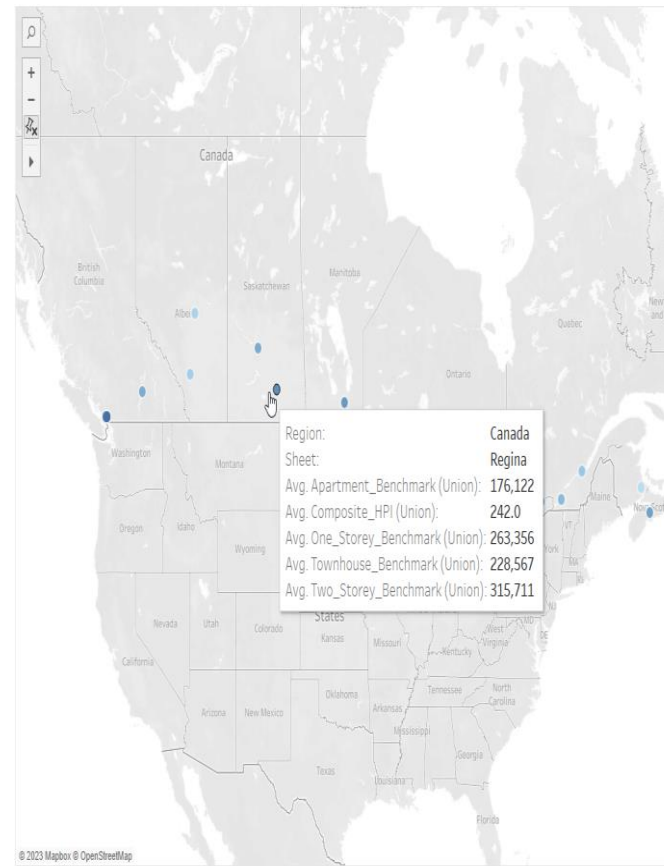 Canada
British
Columbia
Saskatchewan
Manitoba
Ontario
Quebec
Washington
Montana
Maine
Oregon
Idaho
Wyoming
VT
York
MA
Region: Canada
Sheet: Regina
Avg. Apartment_Benchmark (Union): 176,122
Avg. Composite_HPI (Union): 242.0
Avg. One_Storey_Benchmark (Union): 263,356
Avg. Townhouse_Benchmark (Union): 228,567
Avg. Two_Storey_Benchmark (Union): 315,711
States
Nevada
Utah
Colorado
Kansas
Missouri
West
Virginia
Kentucky
MD
DE
NJ
California
Arizona
New Mexico
Oklahoma
Arkansas
Tennessee
North
Carolina
Mississippi
Georgia
Texas
Louisiana
Florida
© 2023 Mapbox © OpenStreetMap